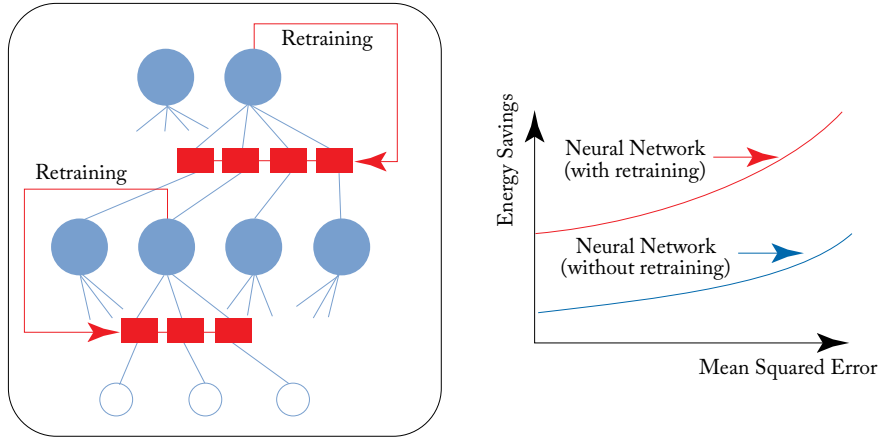 Retraining
Retraining
Energy Savings
Neural Network
(with retraining)
Neural Network
(without retraining)
Mean Squared Error